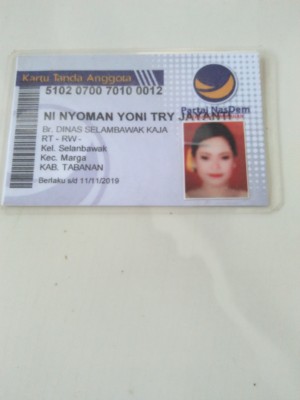 Kartu Tanda Anggota
5102 0700 7010 0012
Partai NasDem
NI NYOMAN YONI TRY JAYANTI
Br. DINAS SELAMBAWAK KAJA
RT - RW -
Kel. Selanbawak
Kec. Marga
KAB. TABANAN
Berlaku s/d 11/11/2019